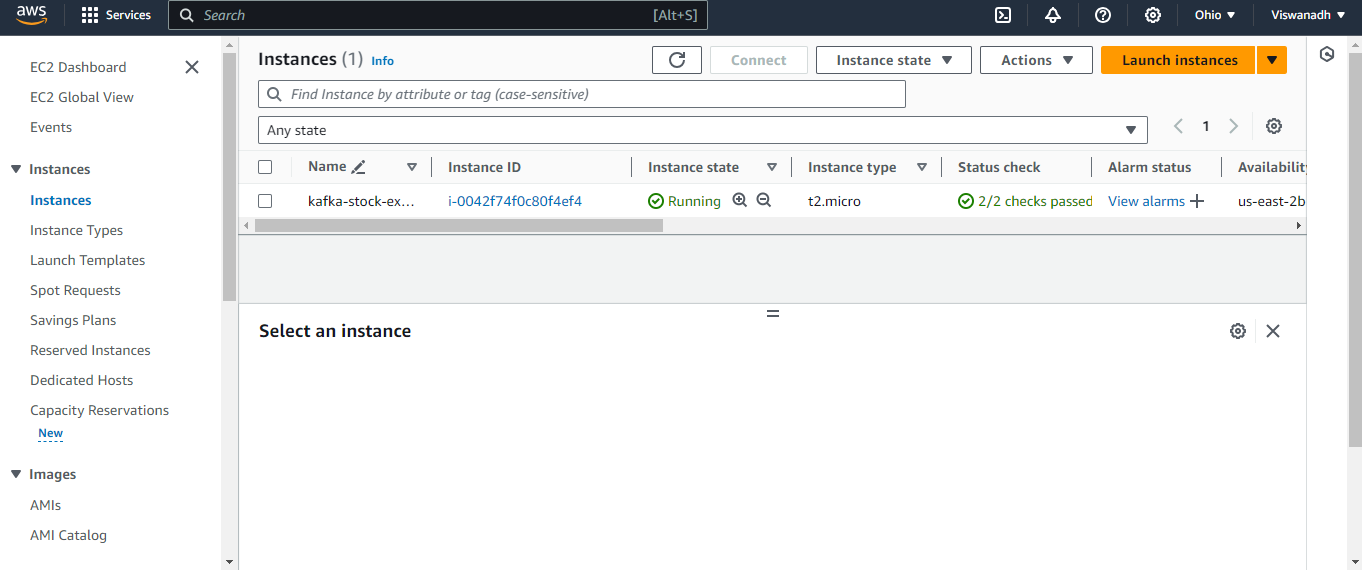 aws Services Search [Alt+S] Ohio Viswanadh
EC2 Dashboard
EC2 Global View
Events
Instances
Instances
Instance Types
Launch Templates
Spot Requests
Savings Plans
Reserved Instances
Dedicated Hosts
Capacity Reservations
New
Images
AMIs
AMI Catalog
Instances (1) Info Connect Instance state Actions Launch instances
Find Instance by attribute or tag (case-sensitive)
Any state 1
Name Instance ID Instance state Instance type Status check Alarm status Availability
kafka-stock-ex... i-0042f74f0c80f4ef4 Running t2.micro 2/2 checks passed View alarms us-east-2b
Select an instance